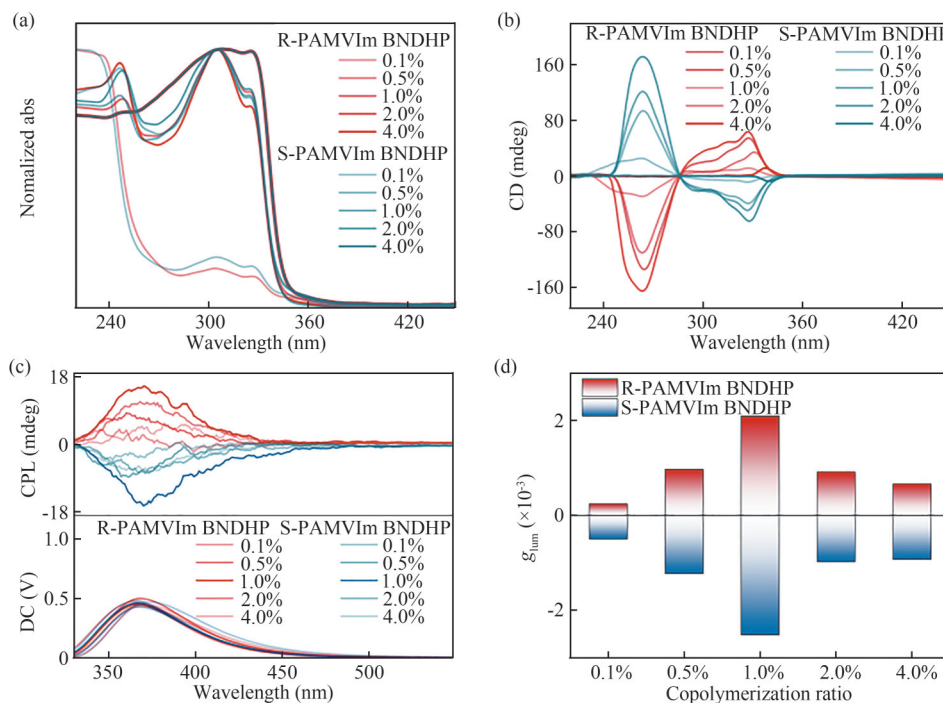 (a)
R-PAMVIm BNDHP
0.1%
0.5%
1.0%
2.0%
4.0%
S-PAMVIm BNDHP
0.1%
0.5%
1.0%
2.0%
4.0%
Normalized abs
240 300 360 420
Wavelength (nm)
(b)
R-PAMVIm BNDHP S-PAMVIm BNDHP
0.1% 0.1%
0.5% 0.5%
1.0% 1.0%
2.0% 2.0%
4.0% 4.0%
160
80
0
-80
-160
CD (mdeg)
240 300 360 420
Wavelength (nm)
(c)
18
0
-18
CPL (mdeg)
R-PAMVIm BNDHP S-PAMVIm BNDHP
0.1% 0.1%
0.5% 0.5%
1.0% 1.0%
2.0% 2.0%
4.0% 4.0%
1.0
0.5
0
DC (V)
350 400 450 500
Wavelength (nm)
(d)
R-PAMVIm BNDHP
S-PAMVIm BNDHP
2
0
-2
glum (×10⁻³)
0.1% 0.5% 1.0% 2.0% 4.0%
Copolymerization ratio